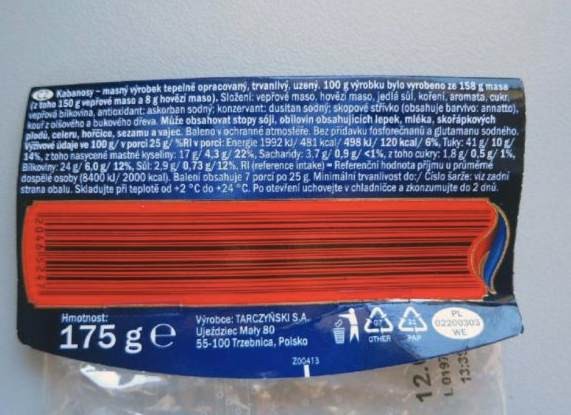 Kabanosy – masný výrobek tepelně opracovaný, trvanlivý, uzený. 100 g výrobku bylo vyrobeno ze 158 g masa
(z toho 150 g vepřové maso a 8 g hovězí maso). Složení: vepřové maso, hovězí maso, jedlá sůl, koření, aromata, cukr,
vepřová bílkovina, antioxidant: askorban sodný; konzervant: dusitan sodný; skopové střívko (obsahuje barvivo: annatto),
kouř z olšového a bukového dřeva. Může obsahovat stopy sóji, obilovin obsahujících lepek, mléka, skořápkových
plodů, celeru, hořčice, sezamu a vajec. Baleno v ochranné atmosféře. Bez přídavku fosforečnanů a glutamanu sodného.
Výživové údaje ve 100 g/ v porci 25 g/ %RI v porci: Energie 1992 kJ/ 481 kcal/ 498 kJ/ 120 kcal/ 6%, Tuky: 41 g/ 10 g/
14%, z toho nasycené mastné kyseliny: 17 g/ 4,3 g/ 22%, Sacharidy: 3,7 g/ 0,9 g/ <1%, z toho cukry: 1,8 g/ 0,5 g/ 1%,
Bílkoviny: 24 g/ 6,0 g/ 12%, Sůl: 2,9 g/ 0,73 g/ 12%. RI (reference intake) = Referenční hodnota příjmu u průměrné
dospělé osoby (8400 kJ/ 2000 kcal). Balení obsahuje 7 porcí po 25 g. Minimální trvanlivost do:/ Číslo šarže: viz zadní
strana obalu. Skladujte při teplotě od +2 °C do +24 °C. Po otevření uchovejte v chladničce a zkonzumujte do 2 dnů.
Hmotnost:
175 g e
Výrobce: TARCZYŃSKI S.A.
Ujeździec Mały 80
55-100 Trzebnica, Polsko
Z00413
07
OTHER
21
PAP
PL
02200303
WE
12.
L 0197
13:3